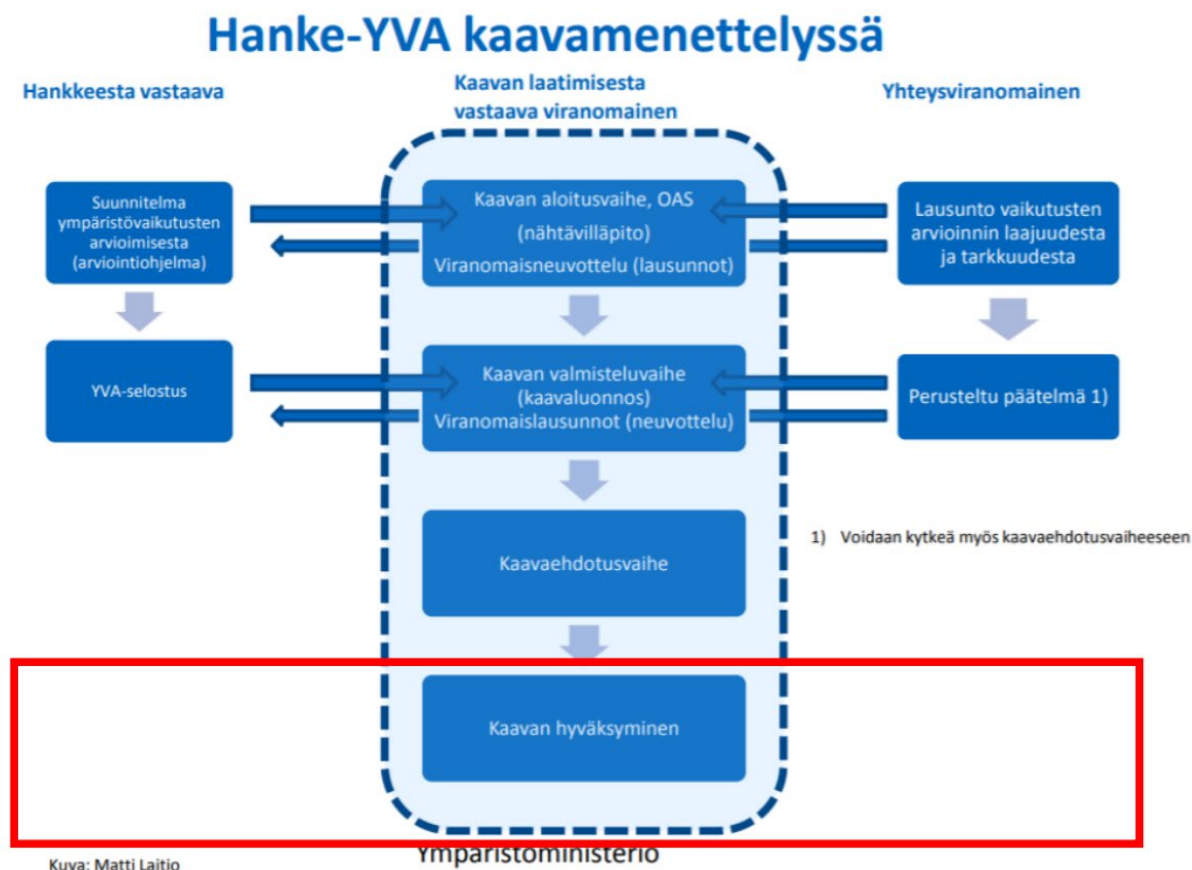 Hanke-YVA kaavamenettelyssä
Hankkeesta vastaava
Kaavan laatimisesta
vastaava viranomainen
Yhteysviranomainen
Suunnitelma
ympäristövaikutusten
arvioimisesta
(arviointiohjelma)
Kaavan aloitusvaihe, OAS
(nähtävilläpito)
Viranomaisneuvottelu (lausunnot)
Lausunto vaikutusten
arvioinnin laajuudesta
ja tarkkuudesta
YVA-selostus
Kaavan valmisteluvaihe
(kaavaluonnos)
Viranomaislausunnot (neuvottelu)
Perusteltu päätelmä 1)
1) Voidaan kytkeä myös kaavaehdotusvaiheeseen
Kaavaehdotusvaihe
Kaavan hyväksyminen
Ympäristöministeriö
Kuva: Matti Laitio